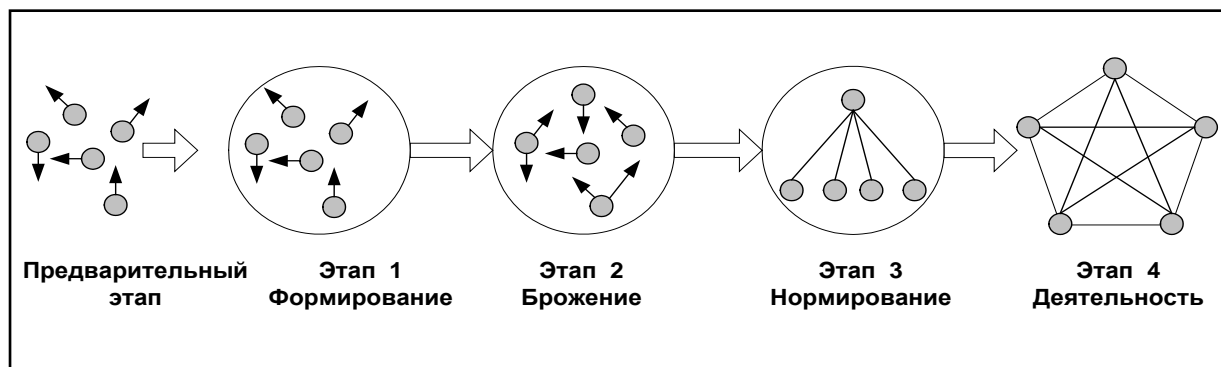 Предварительный
этап
Этап 1
Формирование
Этап 2
Брожение
Этап 3
Нормирование
Этап 4
Деятельность